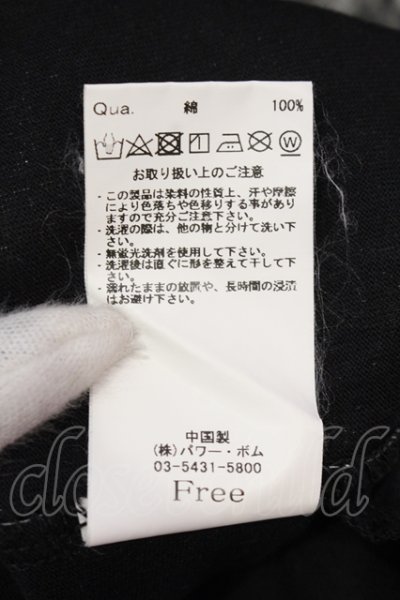 Qua. 綿 100%
お取り扱い上のご注意
- この製品は染料の性質上、汗や摩擦
により色落ちや色移りする事があり
ますので充分ご注意下さい。
- 洗濯の際は、他の物と分けて洗い下
さい。
- 無蛍光洗剤を使用して下さい。
- 洗濯後は直ぐに形を整えて干して下
さい。
- 濡れたままの放置や、長時間の浸漬
はお避け下さい。
中国製
(株)パワー・ボム
03-5431-5800
Free